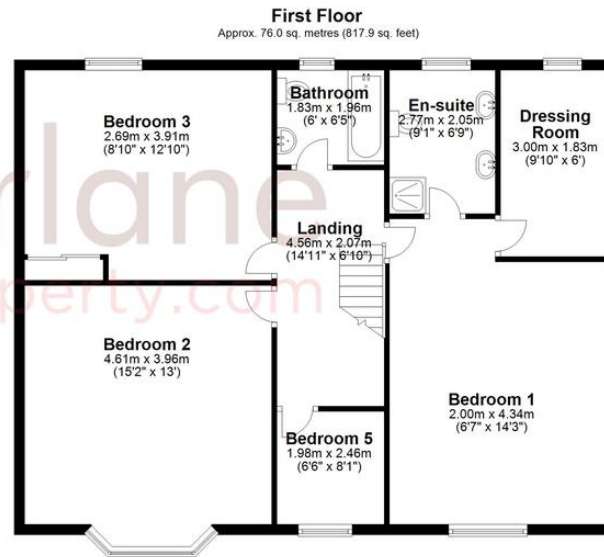 First Floor
Approx. 76.0 sq. metres (817.9 sq. feet)
Bedroom 3
2.69m x 3.91m
(8'10" x 12'10")
Bathroom
1.83m x 1.96m
(6' x 6'5")
En-suite
2.77m x 2.05m
(9'1" x 6'9")
Dressing
Room
3.00m x 1.83m
(9'10" x 6')
rlane
Landing
4.56m x 2.07m
(14'11" x 6'10")
perty.com
Bedroom 2
4.61m x 3.96m
(15'2" x 13')
Bedroom 1
2.00m x 4.34m
(6'7" x 14'3")
Bedroom 5
1.98m x 2.46m
(6'6" x 8'1")